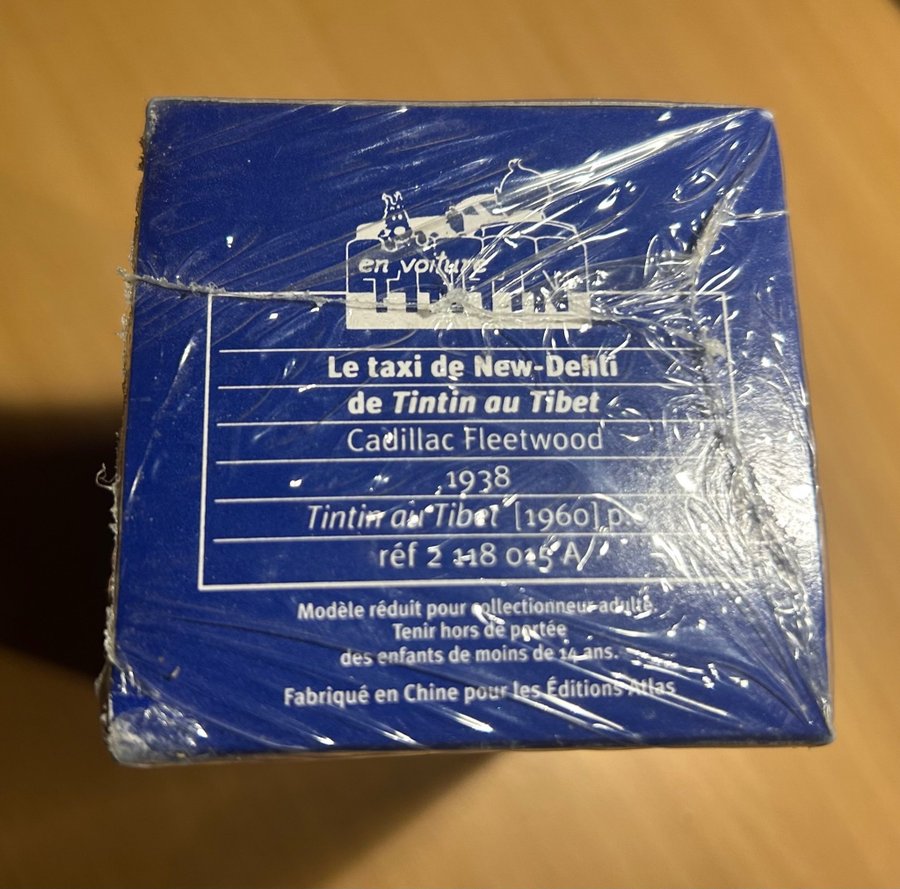 en voiture
TINTIN
Le taxi de New-Dehli
de Tintin au Tibet
Cadillac Fleetwood
1938
Tintin au Tibet [1960] p.
réf 2 118 015 A
Modèle réduit pour collectionneur adulte.
Tenir hors de portée
des enfants de moins de 14 ans.
Fabriqué en Chine pour les Éditions Atlas